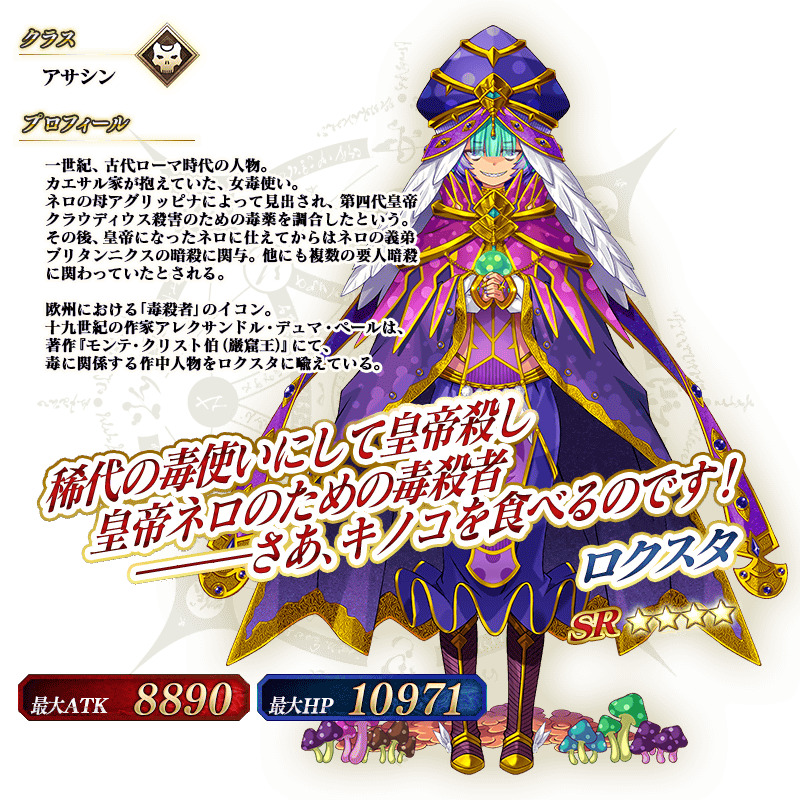 クラス
アサシン
プロフィール
一世紀、古代ローマ時代の人物。
カエサル家が抱えていた、女毒使い。
ネロの母アグリッピナによって見出され、第四代皇帝
クラウディウス殺害のための毒薬を調合したという。
その後、皇帝になったネロに仕えてからはネロの義弟
ブリタンニクスの暗殺に関与。他にも複数の要人暗殺
に関わっていたとされる。
欧州における「毒殺者」のイコン。
十九世紀の作家アレクサンドル・デュマ・ペールは、
著作『モンテ・クリスト伯（巌窟王）』にて、
毒に関係する作中人物をロクスタに喩えている。
稀代の毒使いにして皇帝殺し
皇帝ネロのための毒殺者
――さあ、キノコを食べるのです！
ロクスタ
SR ★★★★
最大ATK 8890
最大HP 10971